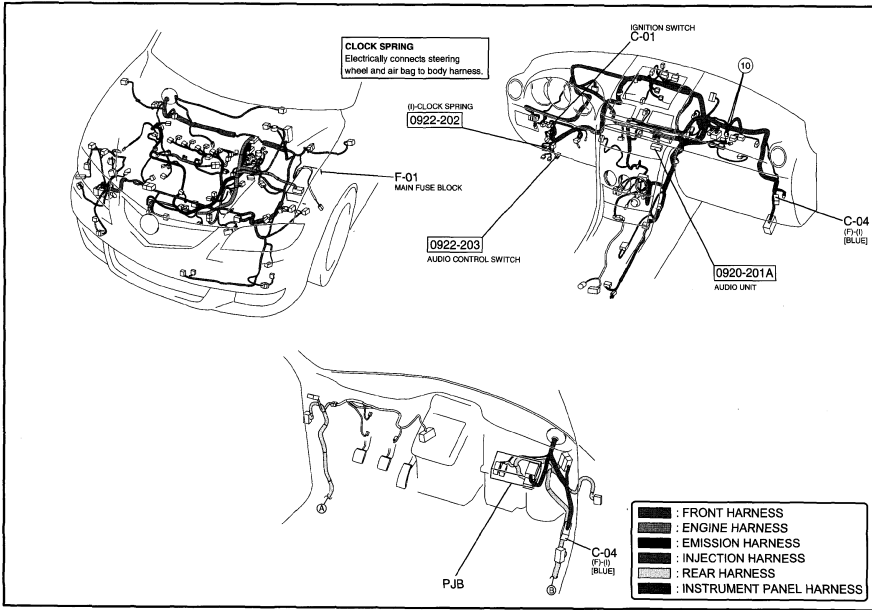 CLOCK SPRING
Electrically connects steering
wheel and air bag to body harness.
IGNITION SWITCH
C-01
10
(I)-CLOCK SPRING
0922-202
F-01
MAIN FUSE BLOCK
0922-203
AUDIO CONTROL SWITCH
C-04
(F)-(I)
[BLUE]
0920-201A
AUDIO UNIT
A
PJB
C-04
(F)-(I)
[BLUE]
B
: FRONT HARNESS
: ENGINE HARNESS
: EMISSION HARNESS
: INJECTION HARNESS
: REAR HARNESS
: INSTRUMENT PANEL HARNESS